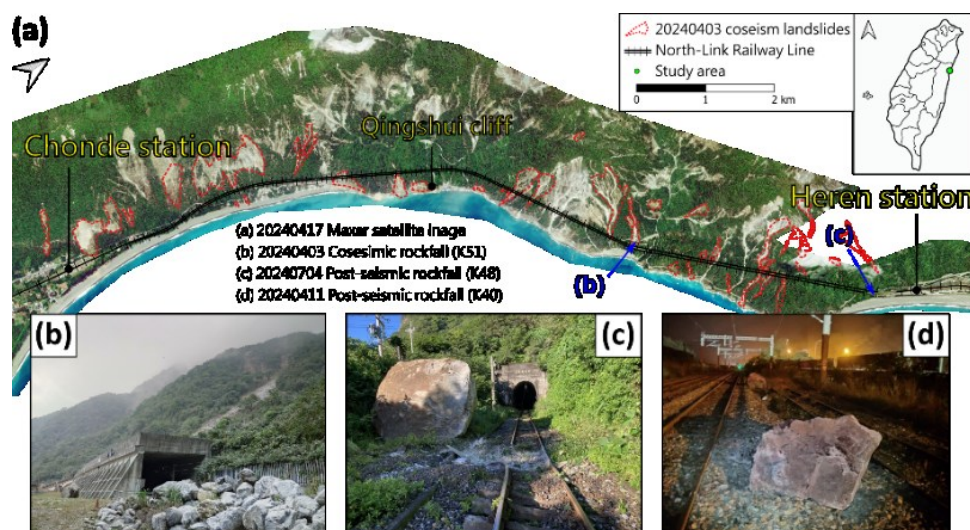 (a)
20240403 coseism landslides
North-Link Railway Line
Study area
0 1 2 km
Qingshui cliff
Chonde station
Heren station
(c)
(b)
(a) 20240417 Maxar satellite image
(b) 20240403 Cosesimic rockfall (K51)
(c) 20240704 Post-seismic rockfall (K48)
(d) 20240411 Post-seismic rockfall (K40)
(b)
(c)
(d)